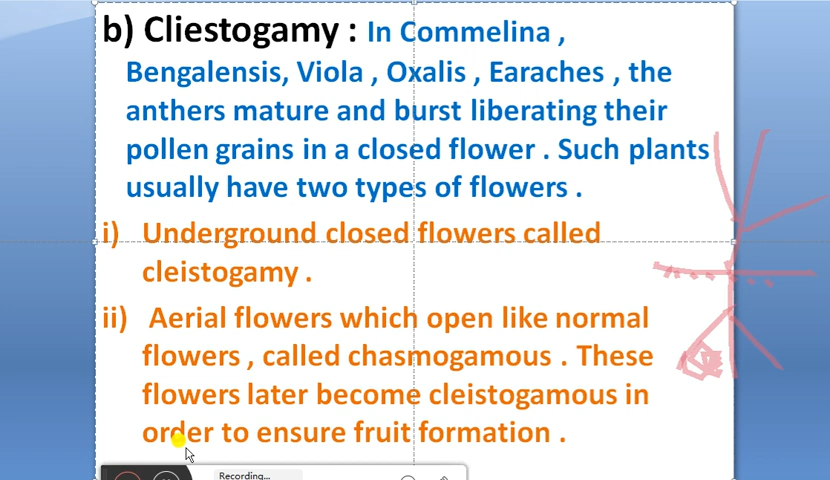 b) Cliestogamy : In Commelina ,
Bengalensis, Viola , Oxalis , Earaches , the
anthers mature and burst liberating their
pollen grains in a closed flower . Such plants
usually have two types of flowers .
i) Underground closed flowers called
cleistogamy .
ii) Aerial flowers which open like normal
flowers , called chasmogamous . These
flowers later become cleistogamous in
order to ensure fruit formation .
Recording...